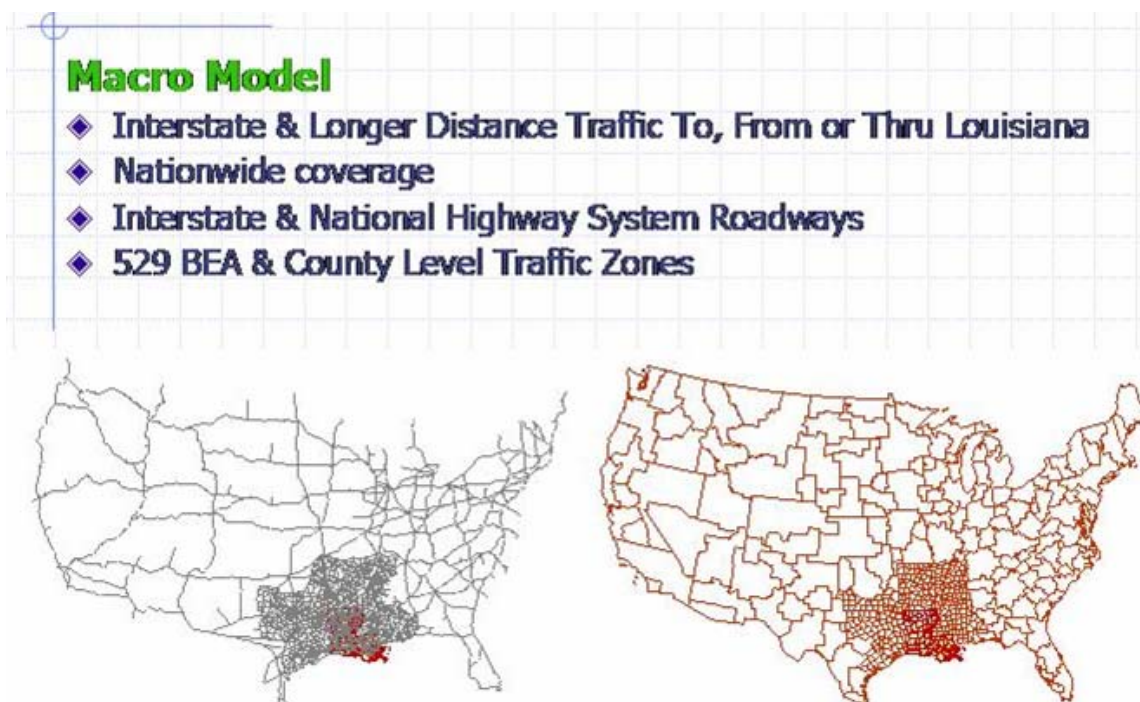 Macro Model
Interstate & Longer Distance Traffic To, From or Thru Louisiana
Nationwide coverage
Interstate & National Highway System Roadways
529 BEA & County Level Traffic Zones